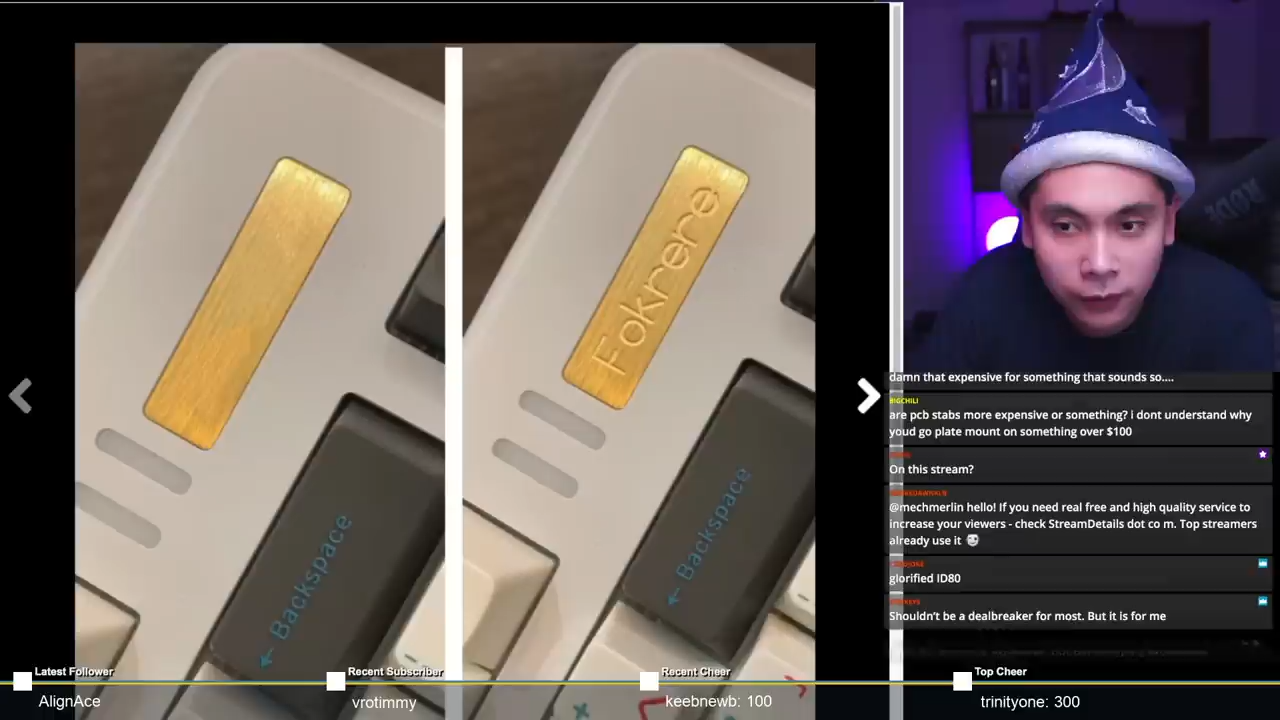 Fokrere
← Backspace
← Backspace
RODE
damn that expensive for something that sounds so....
BIGCHILI
are pcb stabs more expensive or something? i dont understand why
youd go plate mount on something over $100
On this stream?
@mechmerlin hello! If you need real free and high quality service to
increase your viewers - check StreamDetails dot co m. Top streamers
already use it
glorified ID80
Shouldn't be a dealbreaker for most. But it is for me
Latest Follower
AlignAce
Recent Subscriber
vrotimmy
Recent Cheer
keebnewb: 100
Top Cheer
trinityone: 300